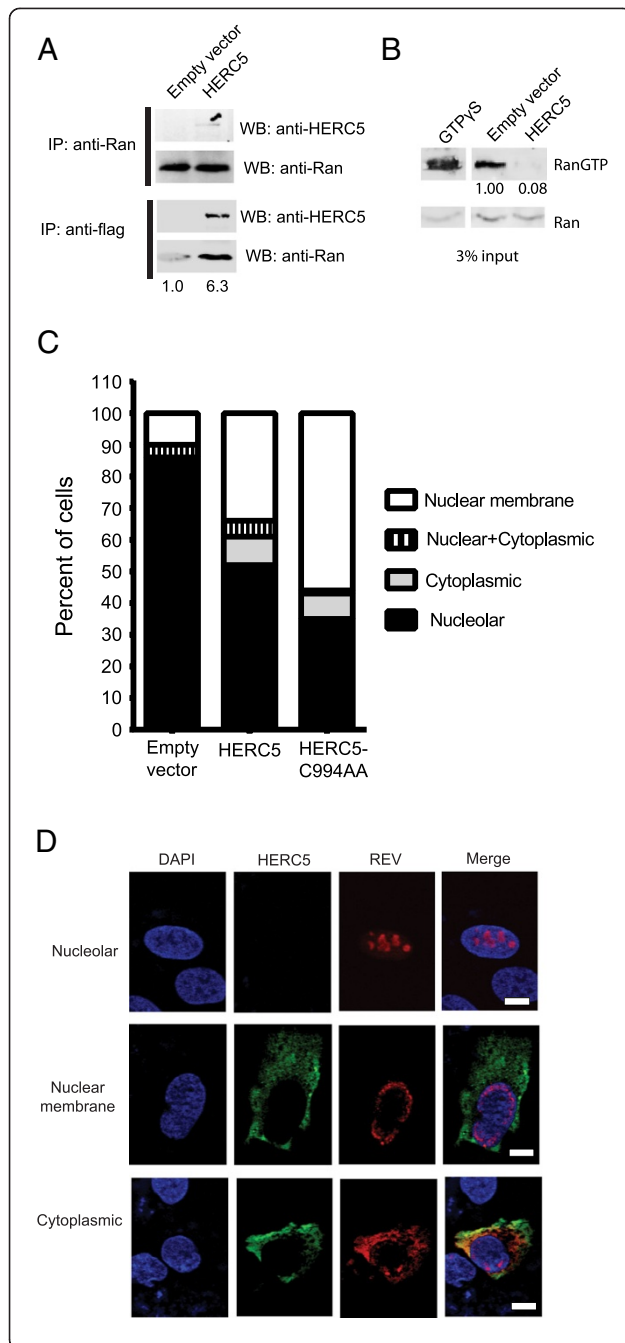 A
Empty vector
HERC5
IP: anti-Ran
WB: anti-HERC5
WB: anti-Ran
IP: anti-flag
WB: anti-HERC5
WB: anti-Ran
1.0 6.3
B
GTPγS
Empty vector
HERC5
RanGTP
1.00 0.08
Ran
3% input
C
Percent of cells
110
100
90
80
70
60
50
40
30
20
10
0
Empty
vector
HERC5
HERC5-
C994AA
Nuclear membrane
Nuclear+Cytoplasmic
Cytoplasmic
Nucleolar
D
DAPI HERC5 REV Merge
Nucleolar
Nuclear
membrane
Cytoplasmic